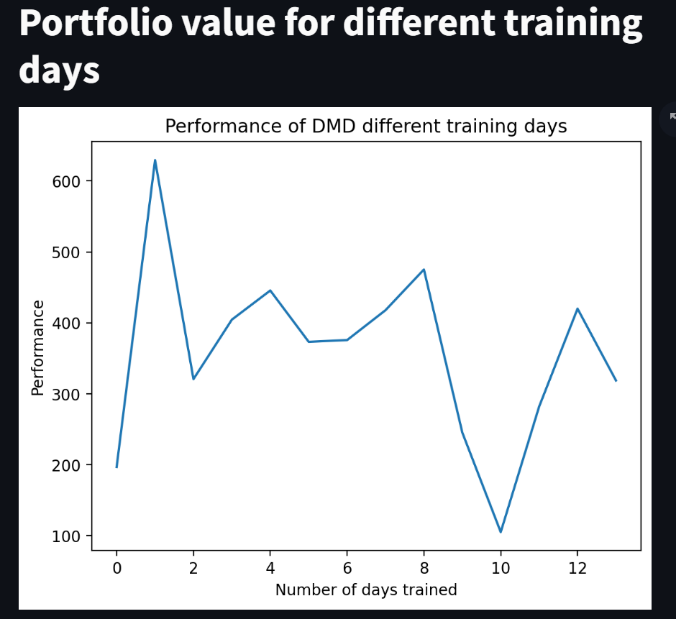 Portfolio value for different training
days
Performance of DMD different training days
600
500
400
300
200
100
Performance
0 2 4 6 8 10 12
Number of days trained